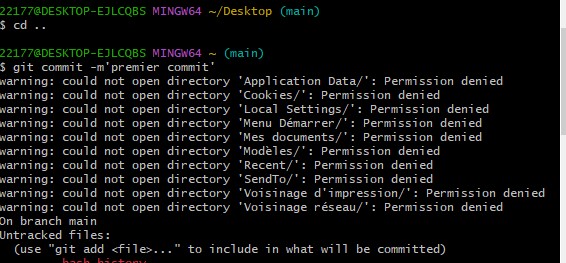 22177@DESKTOP-EJLCQBS MINGW64 ~/Desktop (main)
$ cd ..
22177@DESKTOP-EJLCQBS MINGW64 ~ (main)
$ git commit -m'premier commit'
warning: could not open directory 'Application Data/': Permission denied
warning: could not open directory 'Cookies/': Permission denied
warning: could not open directory 'Local Settings/': Permission denied
warning: could not open directory 'Menu Démarrer/': Permission denied
warning: could not open directory 'Mes documents/': Permission denied
warning: could not open directory 'Modèles/': Permission denied
warning: could not open directory 'Recent/': Permission denied
warning: could not open directory 'SendTo/': Permission denied
warning: could not open directory 'Voisinage d'impression/': Permission denied
warning: could not open directory 'Voisinage réseau/': Permission denied
On branch main
Untracked files:
  (use "git add <file>..." to include in what will be committed)
.bash_history